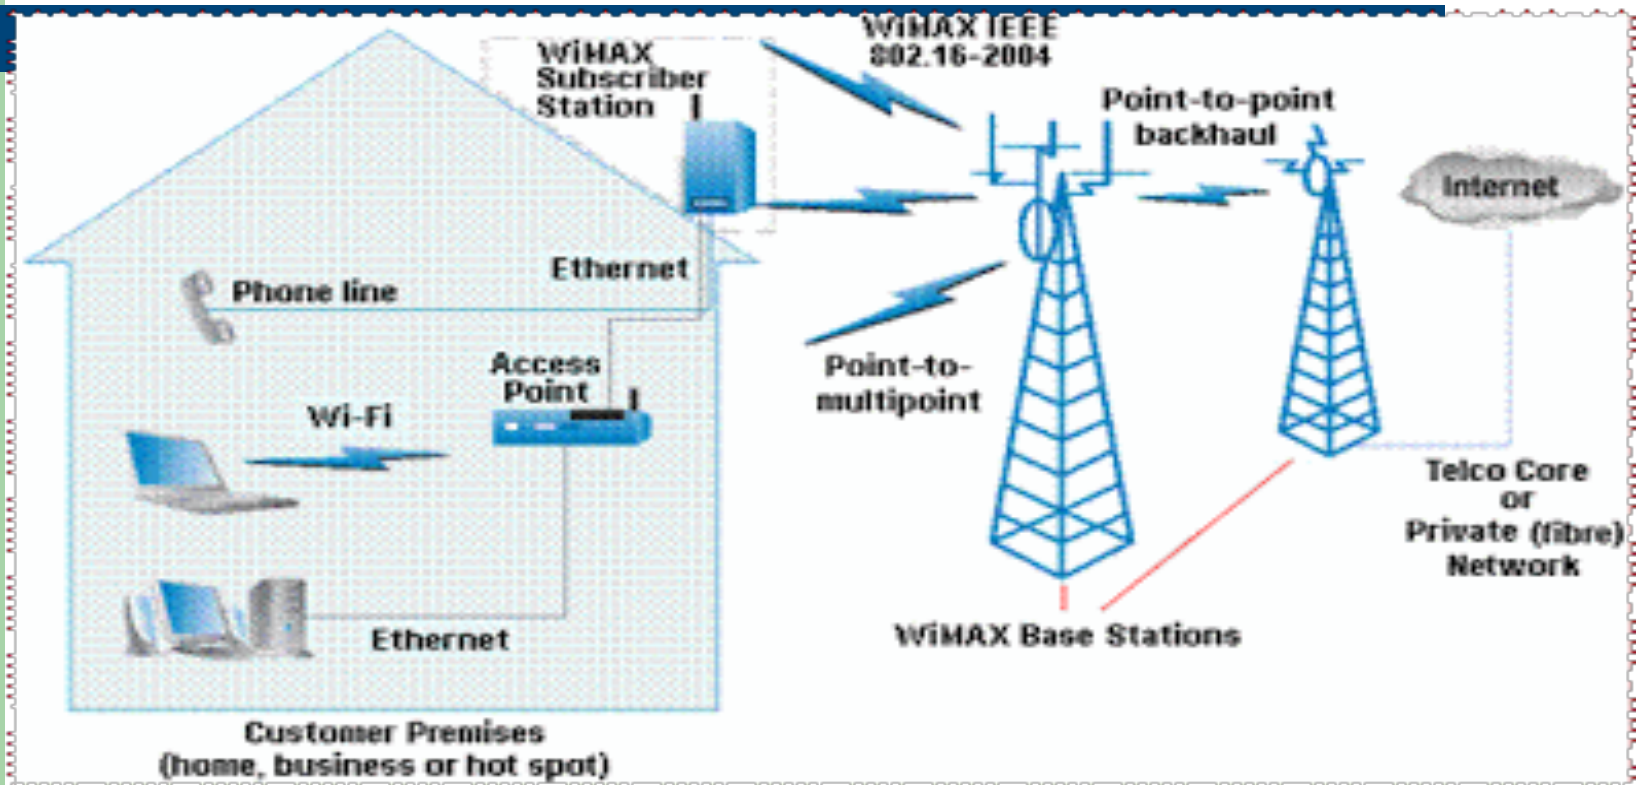 WiMAX
Subscriber
Station
WiMAX IEEE
802.16-2004
Point-to-point
backhaul
Internet
Ethernet
Phone line
Access
Point
Wi-Fi
Point-to-
multipoint
Telco Core
or
Private (fibre)
Network
Ethernet
WiMAX Base Stations
Customer Premises
(home, business or hot spot)